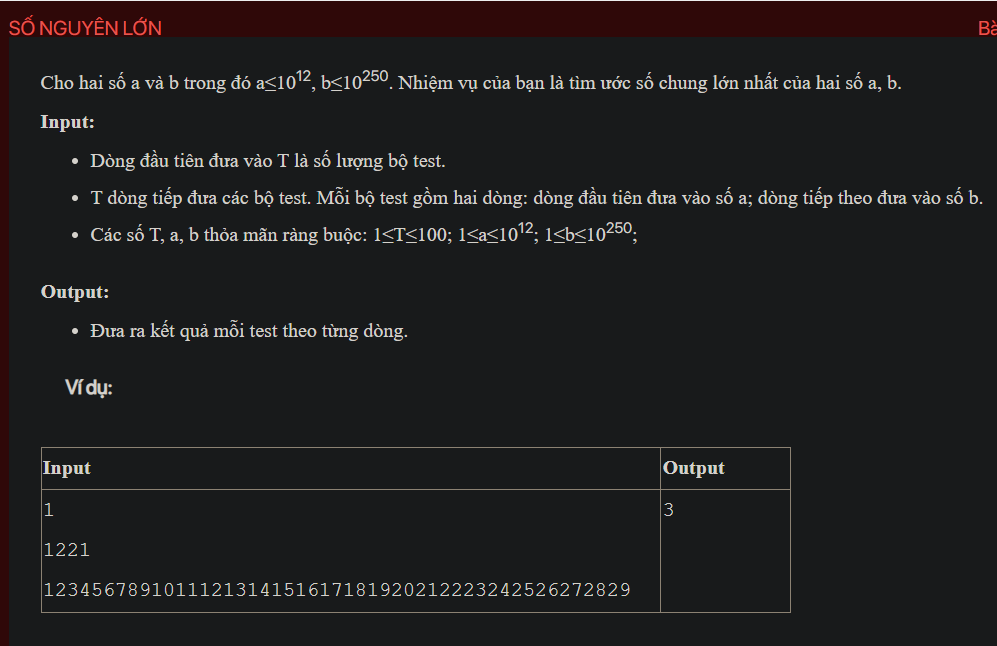 SỐ NGUYÊN LỚN Bà
Cho hai số a và b trong đó a≤10^12, b≤10^250. Nhiệm vụ của bạn là tìm ước số chung lớn nhất của hai số a, b.
Input:
• Dòng đầu tiên đưa vào T là số lượng bộ test.
• T dòng tiếp đưa các bộ test. Mỗi bộ test gồm hai dòng: dòng đầu tiên đưa vào số a; dòng tiếp theo đưa vào số b.
• Các số T, a, b thỏa mãn ràng buộc: 1≤T≤100; 1≤a≤10^12; 1≤b≤10^250;
Output:
• Đưa ra kết quả mỗi test theo từng dòng.
Ví dụ:
Input Output
1 3
1221
1234567891011121314151617181920212223242526272829